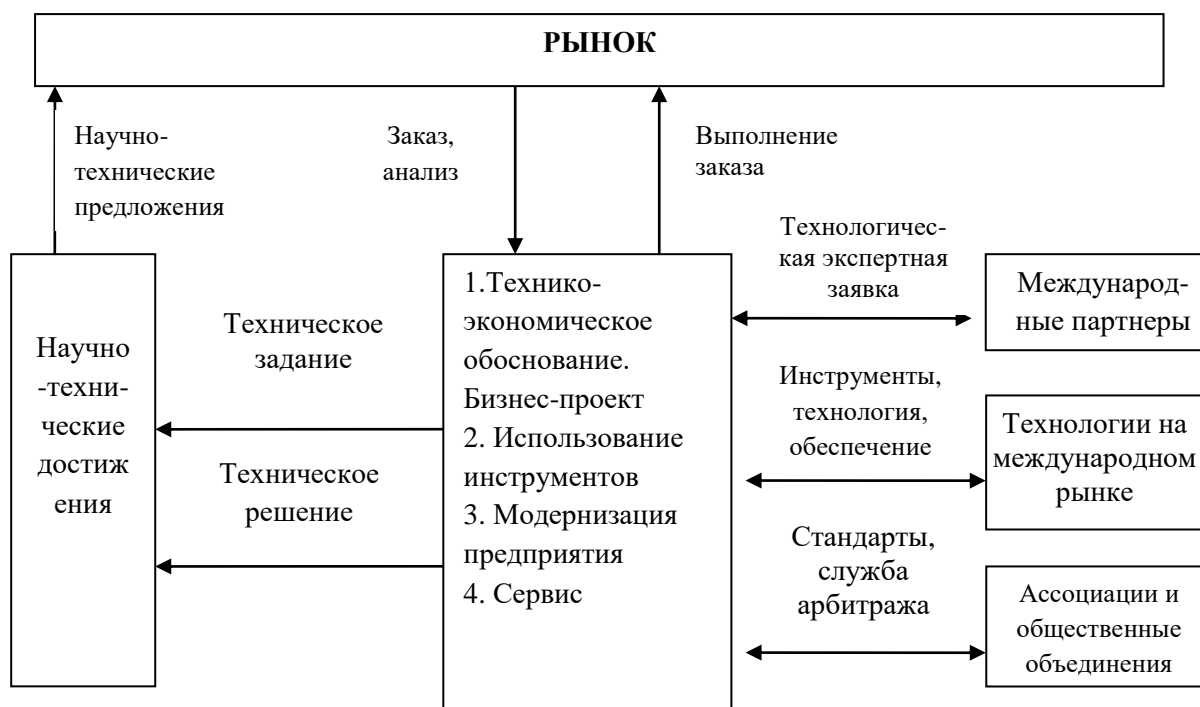 РЫНОК
Научно-
технические
предложения
Заказ,
анализ
Выполнение
заказа
Научно
-техни-
ческие
достиж
ения
Техническое
задание
Техническое
решение
1.Технико-
экономическое
обоснование.
Бизнес-проект
2. Использование
инструментов
3. Модернизация
предприятия
4. Сервис
Технологичес-
кая экспертная
заявка
Международ-
ные партнеры
Инструменты,
технология,
обеспечение
Технологии на
международном
рынке
Стандарты,
служба
арбитража
Ассоциации и
общественные
объединения